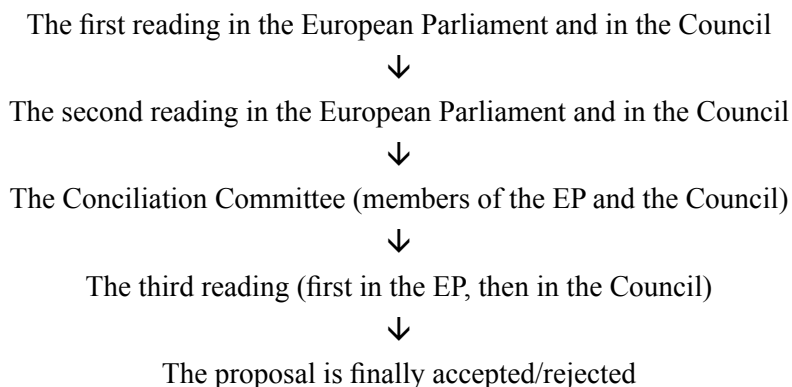 The first reading in the European Parliament and in the Council
↓
The second reading in the European Parliament and in the Council
↓
The Conciliation Committee (members of the EP and the Council)
↓
The third reading (first in the EP, then in the Council)
↓
The proposal is finally accepted/rejected